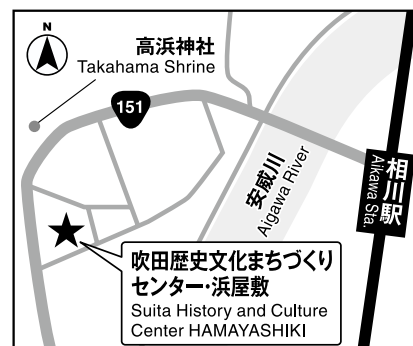 N
高浜神社
Takahama Shrine
151
安威川
Aigawa River
相川駅
Aikawa Sta.
吹田歴史文化まちづくり
センター・浜屋敷
Suita History and Culture
Center HAMAYASHIKI